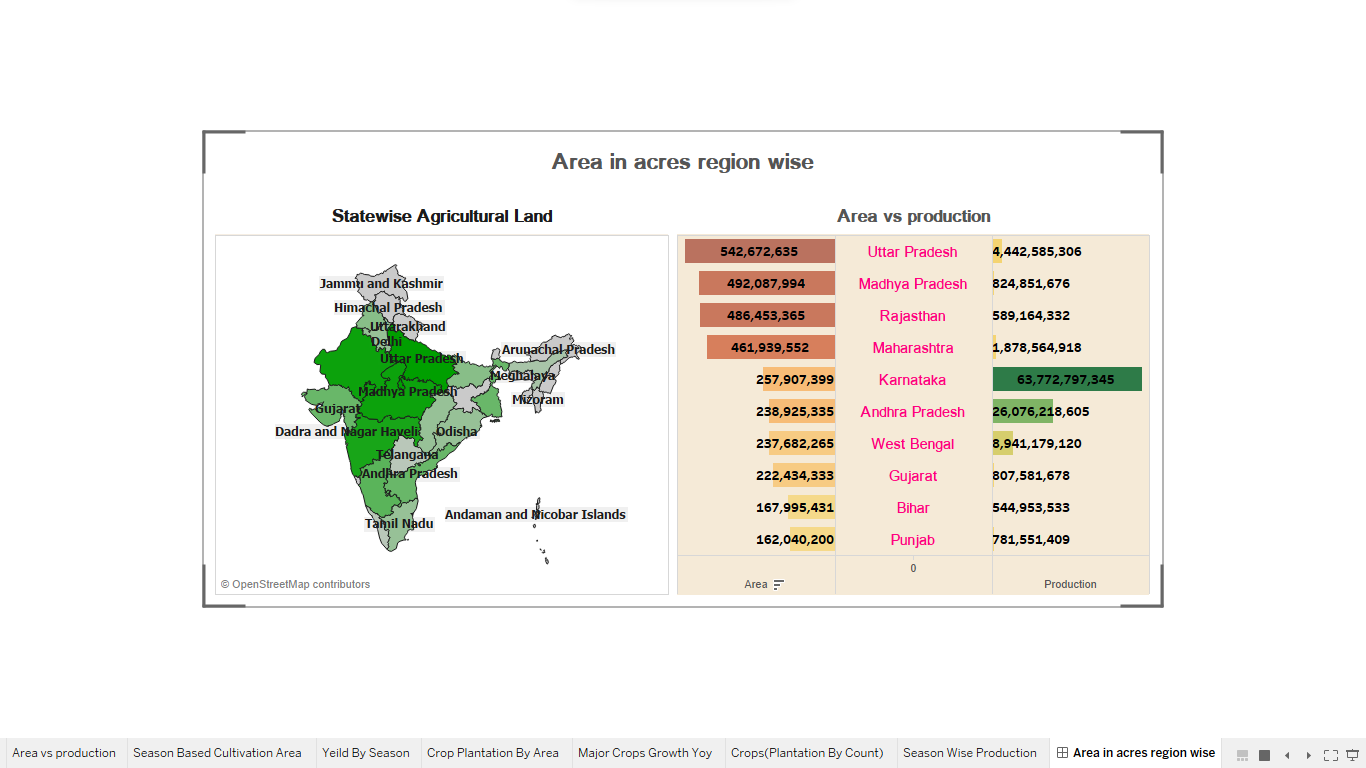 Area in acres region wise
Statewise Agricultural Land
Jammu and Kashmir
Himachal Pradesh
Uttarakhand
Delhi
Arunachal Pradesh
Uttar Pradesh
Meghalaya
Madhya Pradesh
Mizoram
Gujarat
Dadra and Nagar Haveli
Odisha
Telangana
Andhra Pradesh
Andaman and Nicobar Islands
Tamil Nadu
© OpenStreetMap contributors
Area vs production
542,672,635 Uttar Pradesh 4,442,585,306
492,087,994 Madhya Pradesh 824,851,676
486,453,365 Rajasthan 589,164,332
461,939,552 Maharashtra 1,878,564,918
257,907,399 Karnataka 63,772,797,345
238,925,335 Andhra Pradesh 26,076,218,605
237,682,265 West Bengal 8,941,179,120
222,434,333 Gujarat 807,581,678
167,995,431 Bihar 544,953,533
162,040,200 Punjab 781,551,409
0
Area Production
Area vs production Season Based Cultivation Area Yeild By Season Crop Plantation By Area Major Crops Growth Yoy Crops(Plantation By Count) Season Wise Production Area in acres region wise